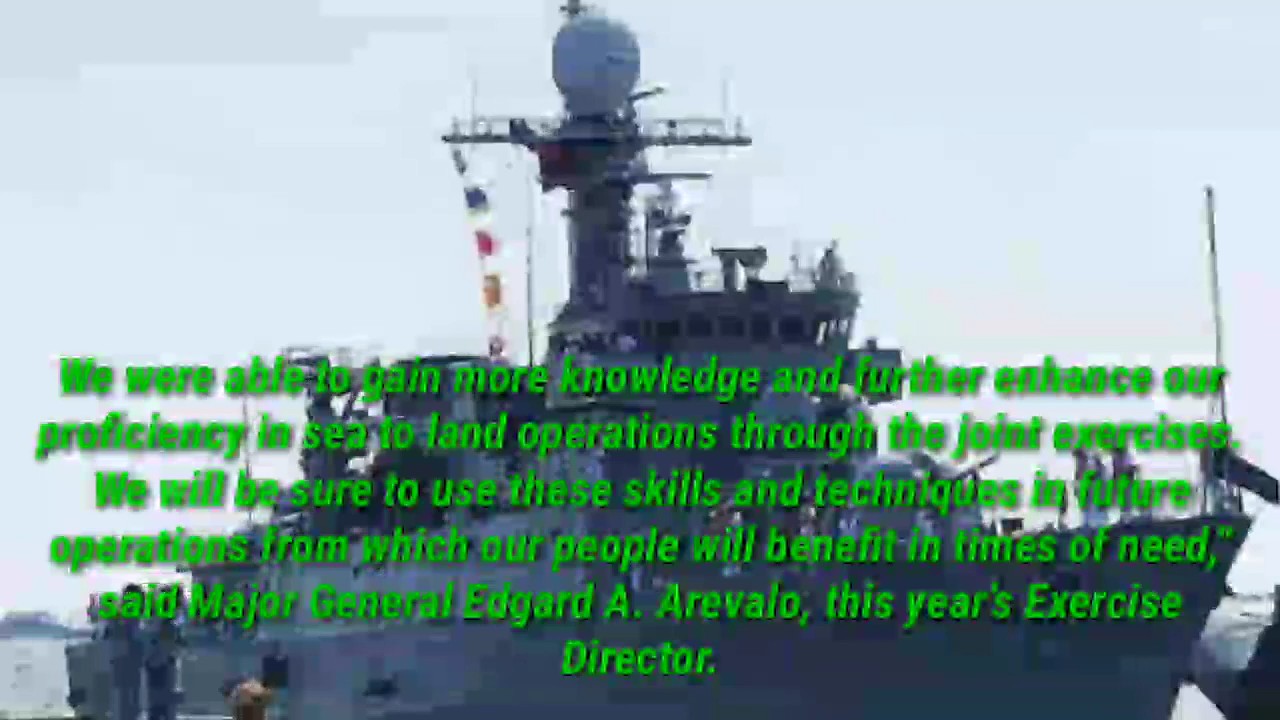 We were able to gain more knowledge and further enhance our
proficiency in sea to land operations through the joint exercises.
We will be sure to use these skills and techniques in future
operations from which our people will benefit in times of need,"
said Major General Edgard A. Arevalo, this year's Exercise
Director.